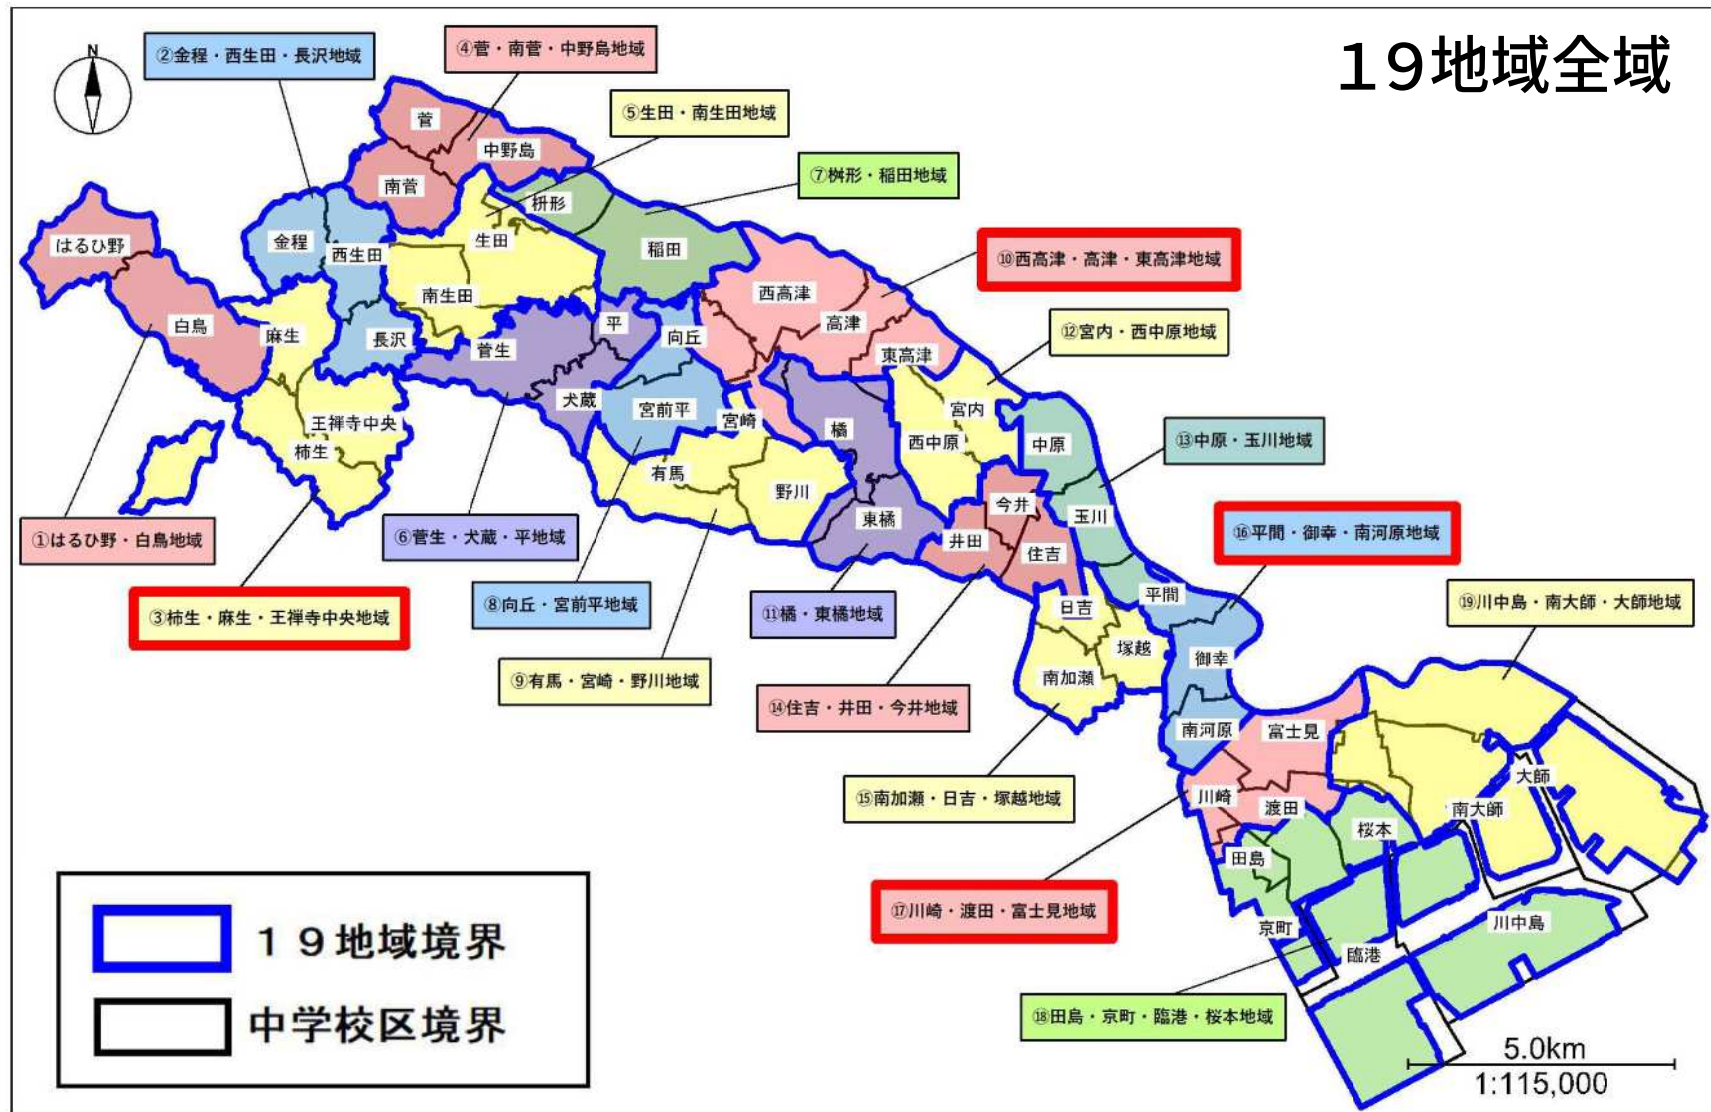 19地域全域
N
②金程・西生田・長沢地域
④菅・南菅・中野島地域
⑤生田・南生田地域
⑦桝形・稲田地域
⑩西高津・高津・東高津地域
⑫宮内・西中原地域
⑬中原・玉川地域
⑯平間・御幸・南河原地域
⑲川中島・南大師・大師地域
①はるひ野・白鳥地域
③柿生・麻生・王禅寺中央地域
⑥菅生・犬蔵・平地域
⑧向丘・宮前平地域
⑨有馬・宮崎・野川地域
⑪橘・東橘地域
⑭住吉・井田・今井地域
⑮南加瀬・日吉・塚越地域
⑰川崎・渡田・富士見地域
⑱田島・京町・臨港・桜本地域
菅
中野島
南菅
枡形
はるひ野
金程
西生田
生田
稲田
南生田
西高津
白鳥
麻生
長沢
菅生
平
向丘
高津
東高津
犬蔵
宮前平
宮崎
橘
宮内
西中原
中原
王禅寺中央
柿生
有馬
野川
東橘
今井
玉川
井田
住吉
平間
日吉
塚越
御幸
南加瀬
南河原
富士見
大師
川崎
渡田
南大師
桜本
田島
京町
川中島
臨港
19地域境界
中学校区境界
5.0km
1:115,000